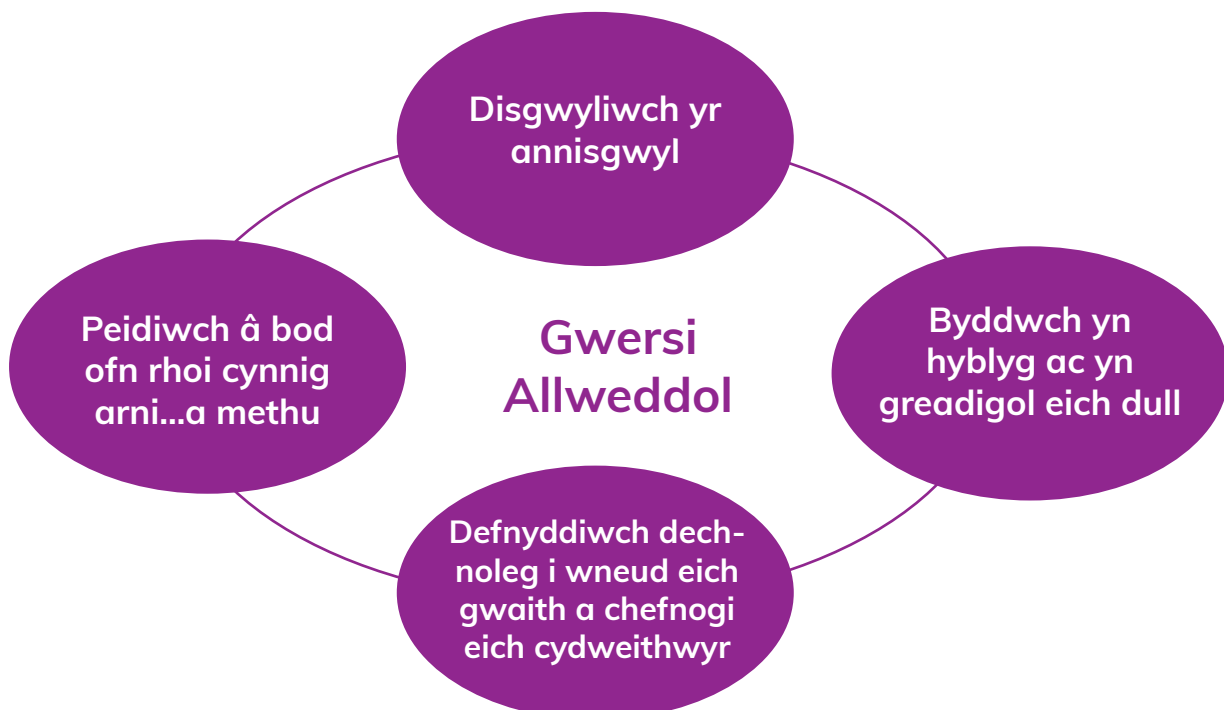 Disgwyliwch yr
annisgwyl
Peidiwch â bod
ofn rhoi cynnig
arni...a methu
Gwersi
Allweddol
Byddwch yn
hyblyg ac yn
greadigol eich dull
Defnyddiwch dech-
noleg i wneud eich
gwaith a chefnogi
eich cydweithwyr